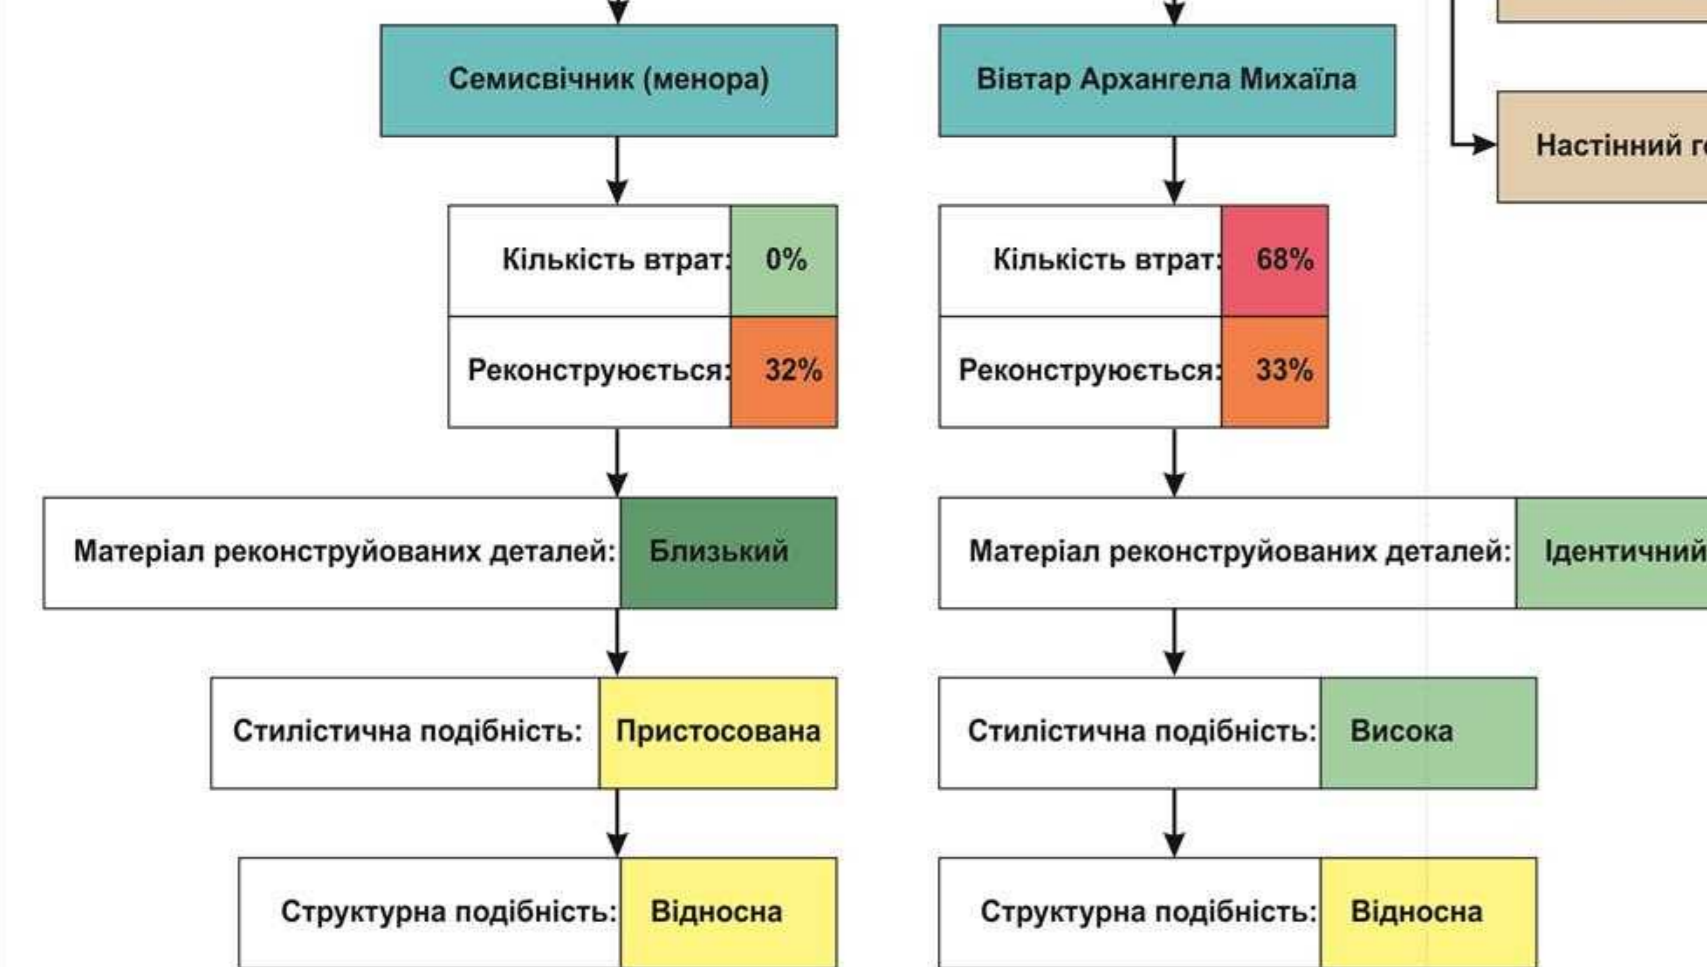 Семисвічник (менора)
Кількість втрат: 0%
Реконструюється: 32%
Матеріал реконструйованих деталей: Близький
Стилістична подібність: Пристосована
Структурна подібність: Відносна
Вівтар Архангела Михаїла
Кількість втрат: 68%
Реконструюється: 33%
Матеріал реконструйованих деталей: Ідентичний
Стилістична подібність: Висока
Структурна подібність: Відносна
Настінний